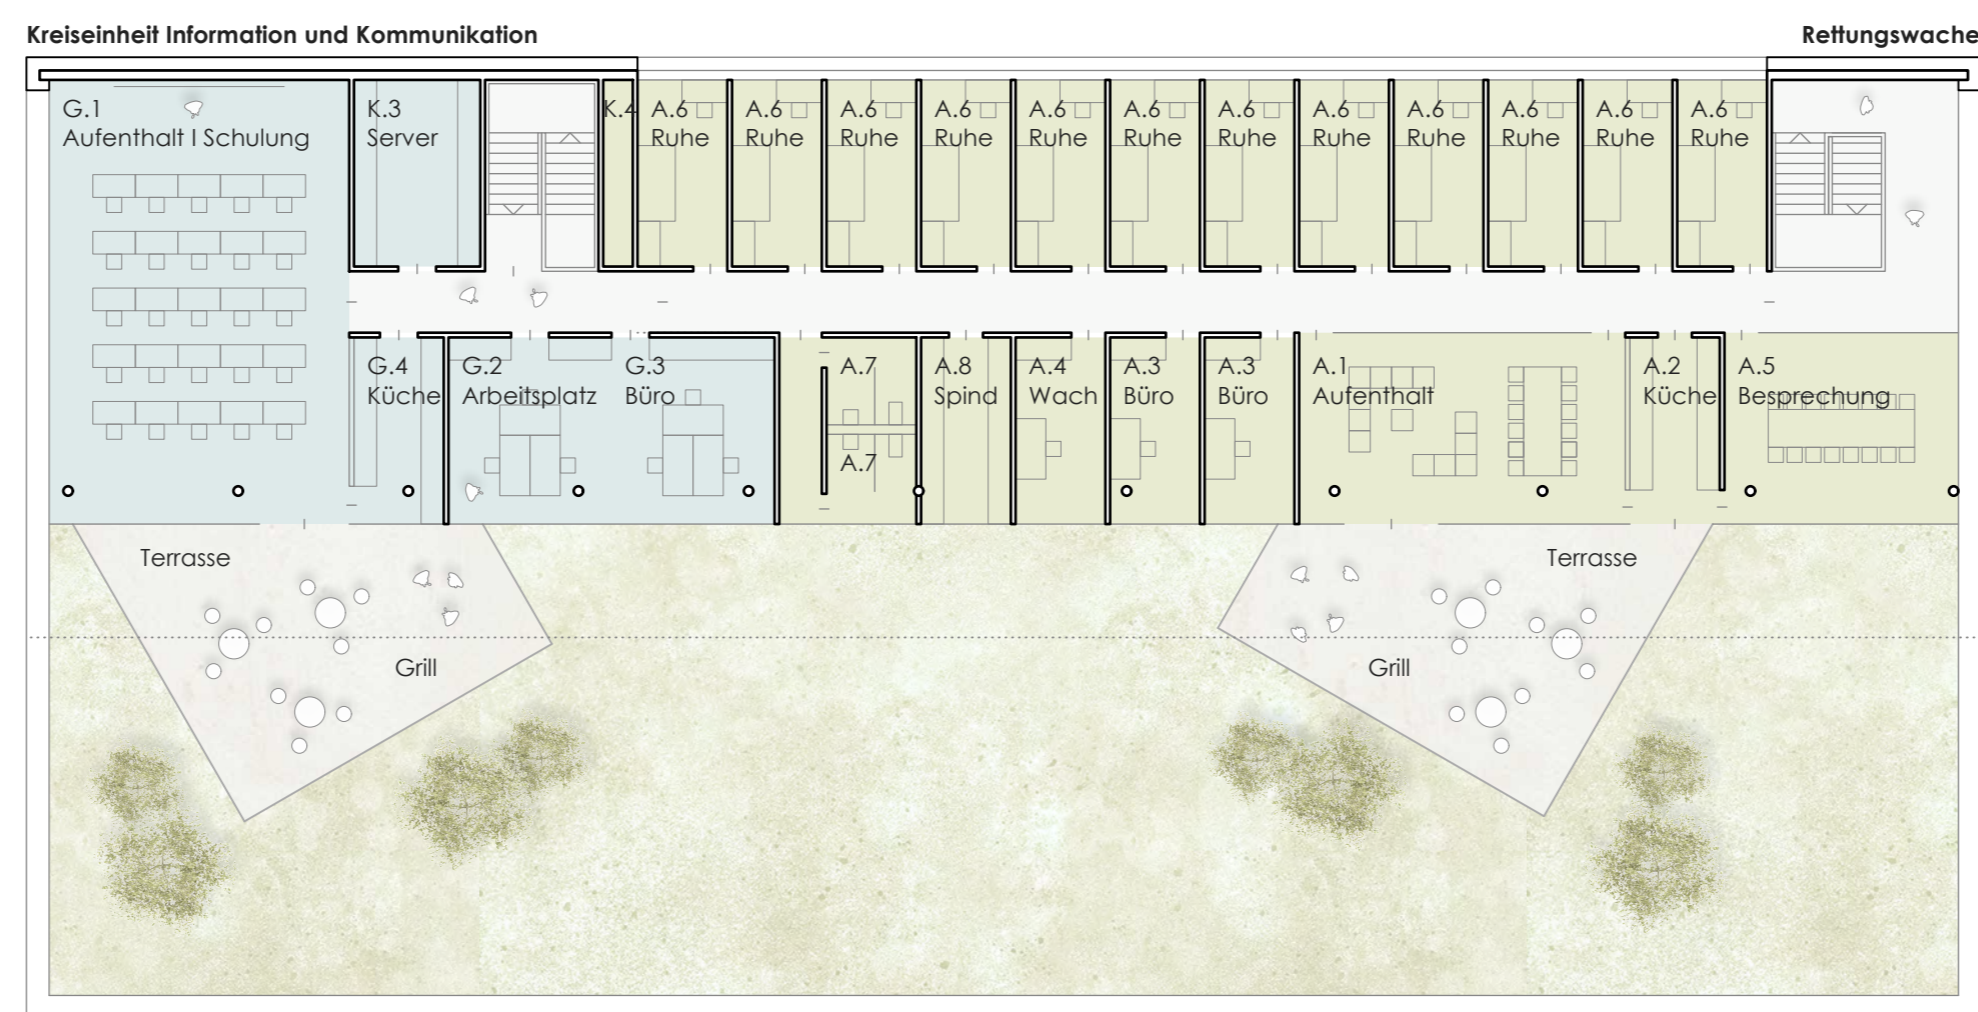 Kreiseinheit Information und Kommunikation
Rettungswache
G.1
Aufenthalt I Schulung
K.3
Server
K.4
A.6
Ruhe
A.6
Ruhe
A.6
Ruhe
A.6
Ruhe
A.6
Ruhe
A.6
Ruhe
A.6
Ruhe
A.6
Ruhe
A.6
Ruhe
A.6
Ruhe
A.6
Ruhe
A.6
Ruhe
G.4
Küche
G.2
Arbeitsplatz
G.3
Büro
A.7
A.7
A.8
Spind
A.4
Wach
A.3
Büro
A.3
Büro
A.1
Aufenthalt
A.2
Küche
A.5
Besprechung
Terrasse
Grill
Terrasse
Grill